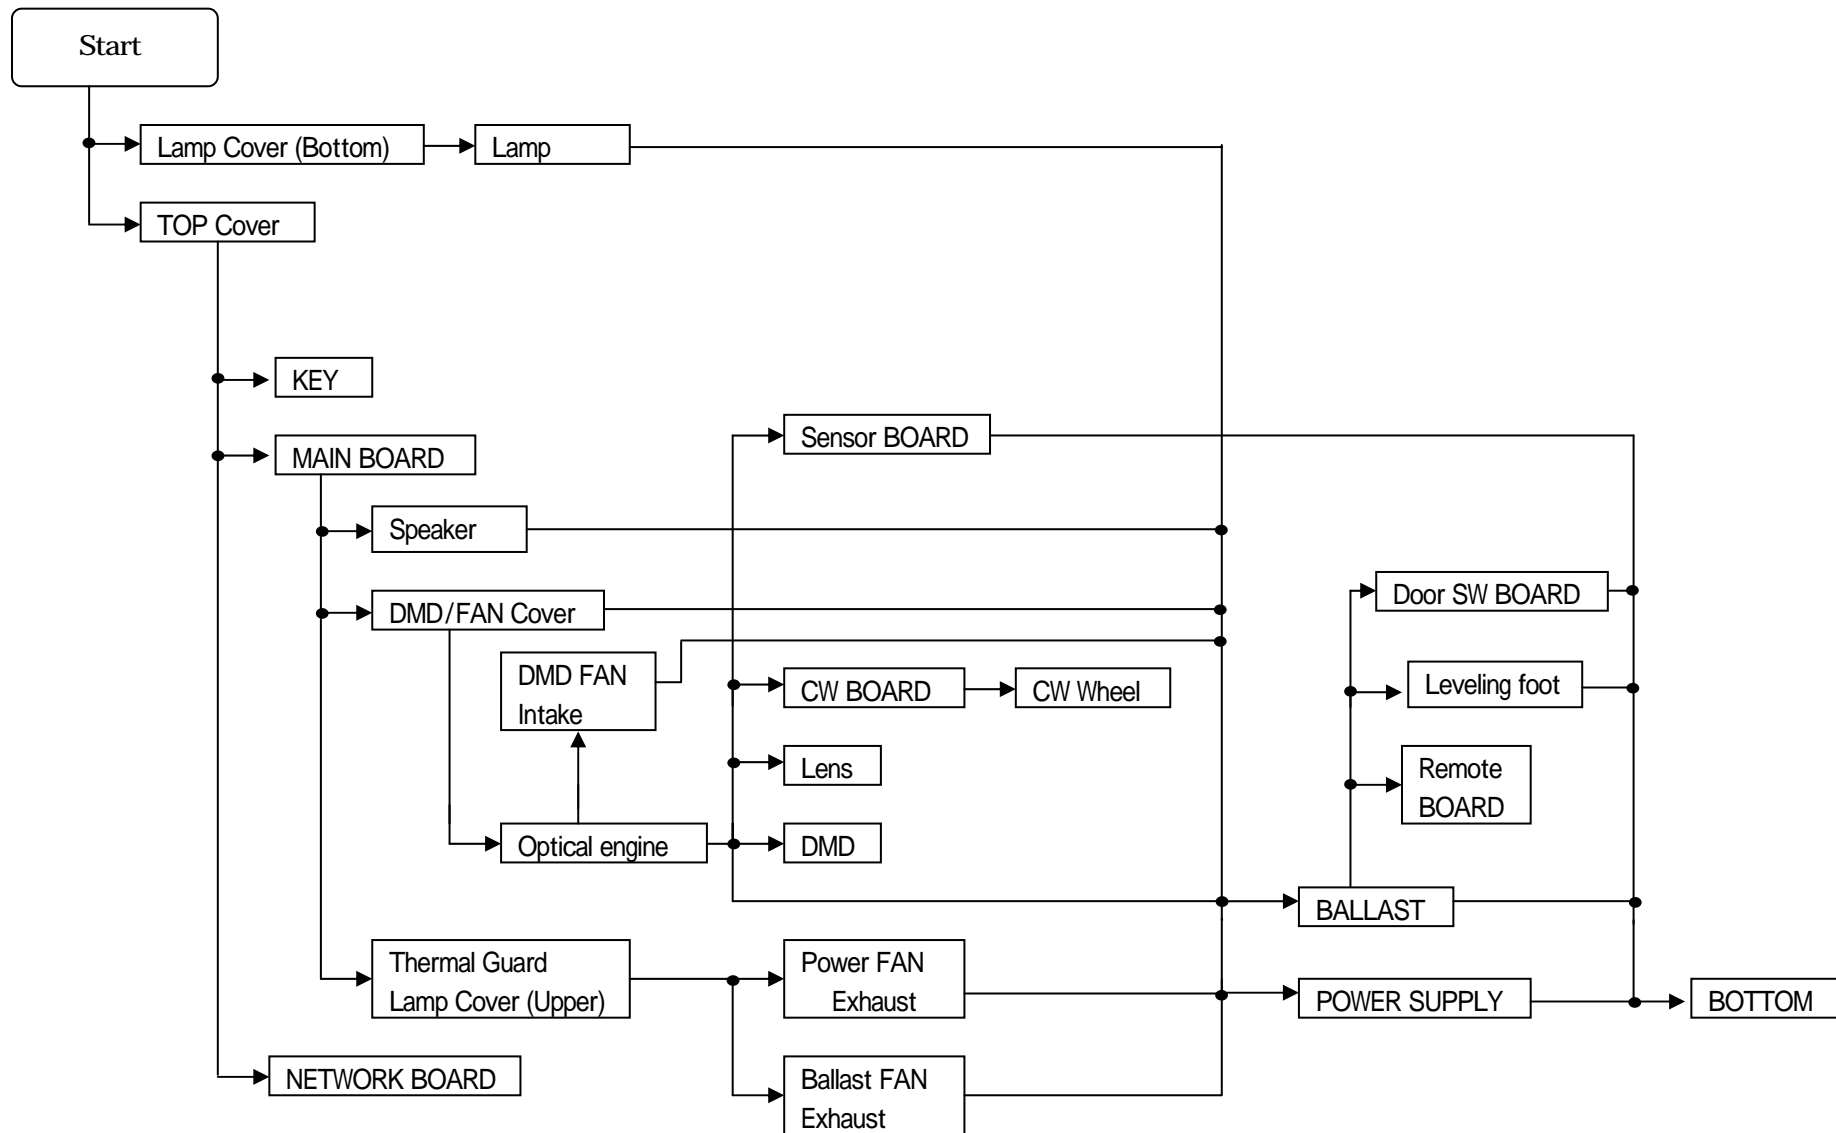 Start
Lamp Cover (Bottom)
Lamp
TOP Cover
KEY
MAIN BOARD
Sensor BOARD
Speaker
DMD/FAN Cover
Door SW BOARD
DMD FAN
Intake
CW BOARD
CW Wheel
Leveling foot
Lens
Remote
BOARD
Optical engine
DMD
BALLAST
Thermal Guard
Lamp Cover (Upper)
Power FAN
Exhaust
POWER SUPPLY
BOTTOM
NETWORK BOARD
Ballast FAN
Exhaust